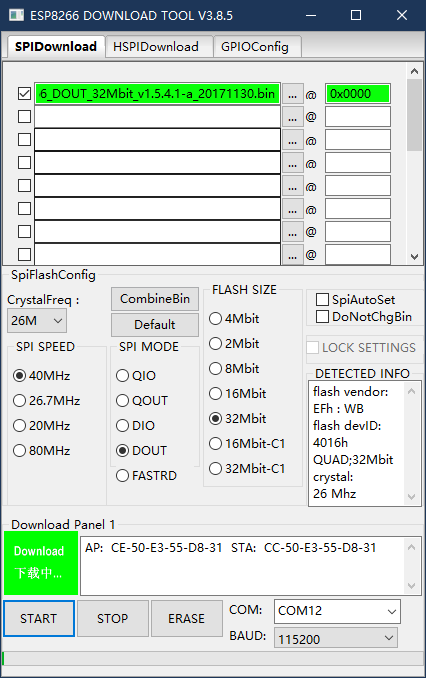 ESP8266 DOWNLOAD TOOL V3.8.5
SPIDownload HSPIDownload GPIOConfig
6_DOUT_32Mbit_v1.5.4.1-a_20171130.bin ... @ 0x0000
... @
... @
... @
... @
... @
... @
... @
SpiFlashConfig
CrystalFreq :
26M
CombineBin
Default
SPI SPEED
40MHz
26.7MHz
20MHz
80MHz
SPI MODE
QIO
QOUT
DIO
DOUT
FASTRD
FLASH SIZE
4Mbit
2Mbit
8Mbit
16Mbit
32Mbit
16Mbit-C1
32Mbit-C1
SpiAutoSet
DoNotChgBin
LOCK SETTINGS
DETECTED INFO
flash vendor:
EFh : WB
flash devID:
4016h
QUAD;32Mbit
crystal:
26 Mhz
Download Panel 1
Download
下载中...
AP: CE-50-E3-55-D8-31 STA: CC-50-E3-55-D8-31
START STOP ERASE
COM: COM12
BAUD: 115200